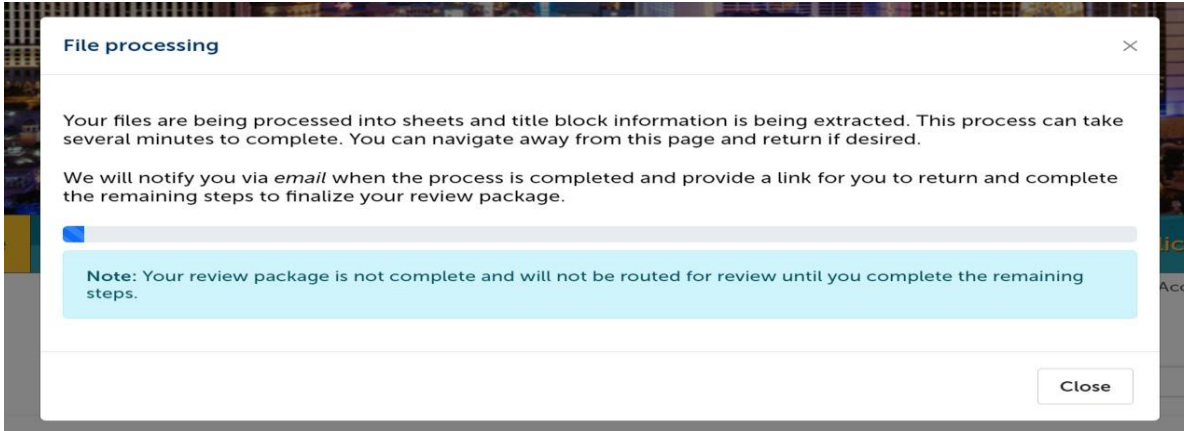 File processing
×
Your files are being processed into sheets and title block information is being extracted. This process can take
several minutes to complete. You can navigate away from this page and return if desired.
We will notify you via email when the process is completed and provide a link for you to return and complete
the remaining steps to finalize your review package.
Note: Your review package is not complete and will not be routed for review until you complete the remaining
steps.
Close